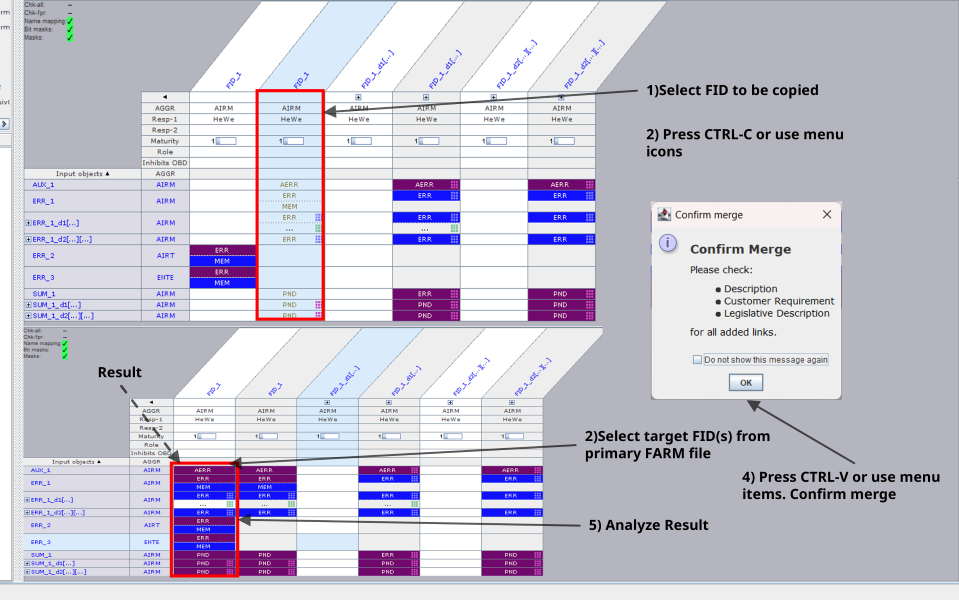 Chk-all: –
Chk-fpr: –
Name mapping
Bit masks:
Masks:
FID_1
FID_1
FID_1_d1[...]
FID_1_d1[...]
FID_1_d2[...][...]
FID_1_d2[...][...]
1)Select FID to be copied
AGGR AIRM AIRM AIRM AIRM AIRM AIRM
Resp-1 HeWe HeWe HeWe HeWe HeWe HeWe
Resp-2
2) Press CTRL-C or use menu
icons
Maturity 1 1 1 1 1 1
Role
Inhibits OBD
Input objects ▲ AGGR
AUX_1 AIRM AERR AERR AERR
ERR_1 AIRM ERR ERR ERR
MEM
ERR_1_d1[...] AIRM ERR ERR ERR
... ...
ERR_1_d2[...][...] AIRM ERR ERR ERR
ERR_2 AIRT ERR
MEM
ERR_3 ENTE ERR
MEM
SUM_1 AIRM PND ERR PND
SUM_1_d1[...] AIRM PND PND PND
SUM_1_d2[...][...] AIRM PND PND PND
Confirm merge
Confirm Merge
Please check:
● Description
● Customer Requirement
● Legislative Description
for all added links.
Do not show this message again
OK
Chk-all: –
Chk-fpr: –
Name mapping
Bit masks:
Masks:
FID_1
FID_1
FID_1_d1[...]
FID_1_d1[...]
FID_1_d2[...][...]
FID_1_d2[...][...]
Result
AGGR AIRM AIRM AIRM AIRM AIRM AIRM
Resp-1 HeWe HeWe HeWe HeWe HeWe HeWe
Resp-2
Maturity 1 1 1 1 1 1
Role
Inhibits OBD
2)Select target FID(s) from
primary FARM file
Input objects ▲ AGGR
AUX_1 AIRM AERR AERR AERR AERR
ERR_1 AIRM ERR ERR ERR ERR
MEM MEM
ERR_1_d1[...] AIRM ERR ERR ERR ERR
... ... ...
ERR_1_d2[...][...] AIRM ERR ERR ERR ERR
ERR_2 AIRT ERR
MEM
ERR_3 ENTE ERR
MEM
SUM_1 AIRM PND PND ERR PND
SUM_1_d1[...] AIRM PND PND PND PND
SUM_1_d2[...][...] AIRM PND PND PND PND
4) Press CTRL-V or use menu
items. Confirm merge
5) Analyze Result